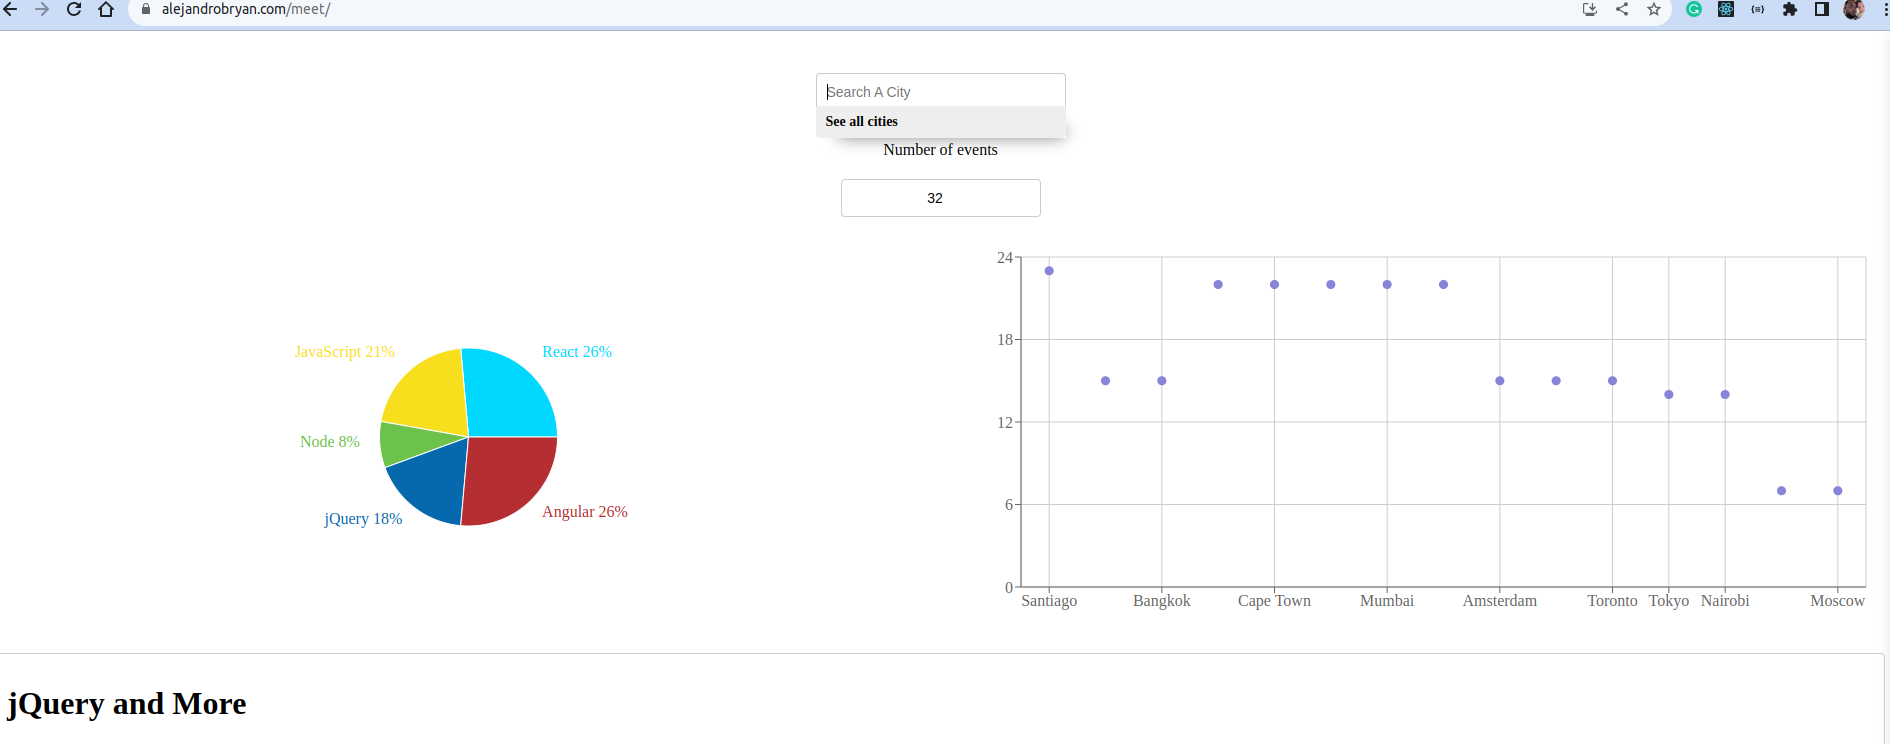 alejandrobryan.com/meet/
Search A City
See all cities
Number of events
32
JavaScript 21%
React 26%
Node 8%
jQuery 18%
Angular 26%
24
18
12
6
0
Santiago Bangkok Cape Town Mumbai Amsterdam Toronto Tokyo Nairobi Moscow
jQuery and More